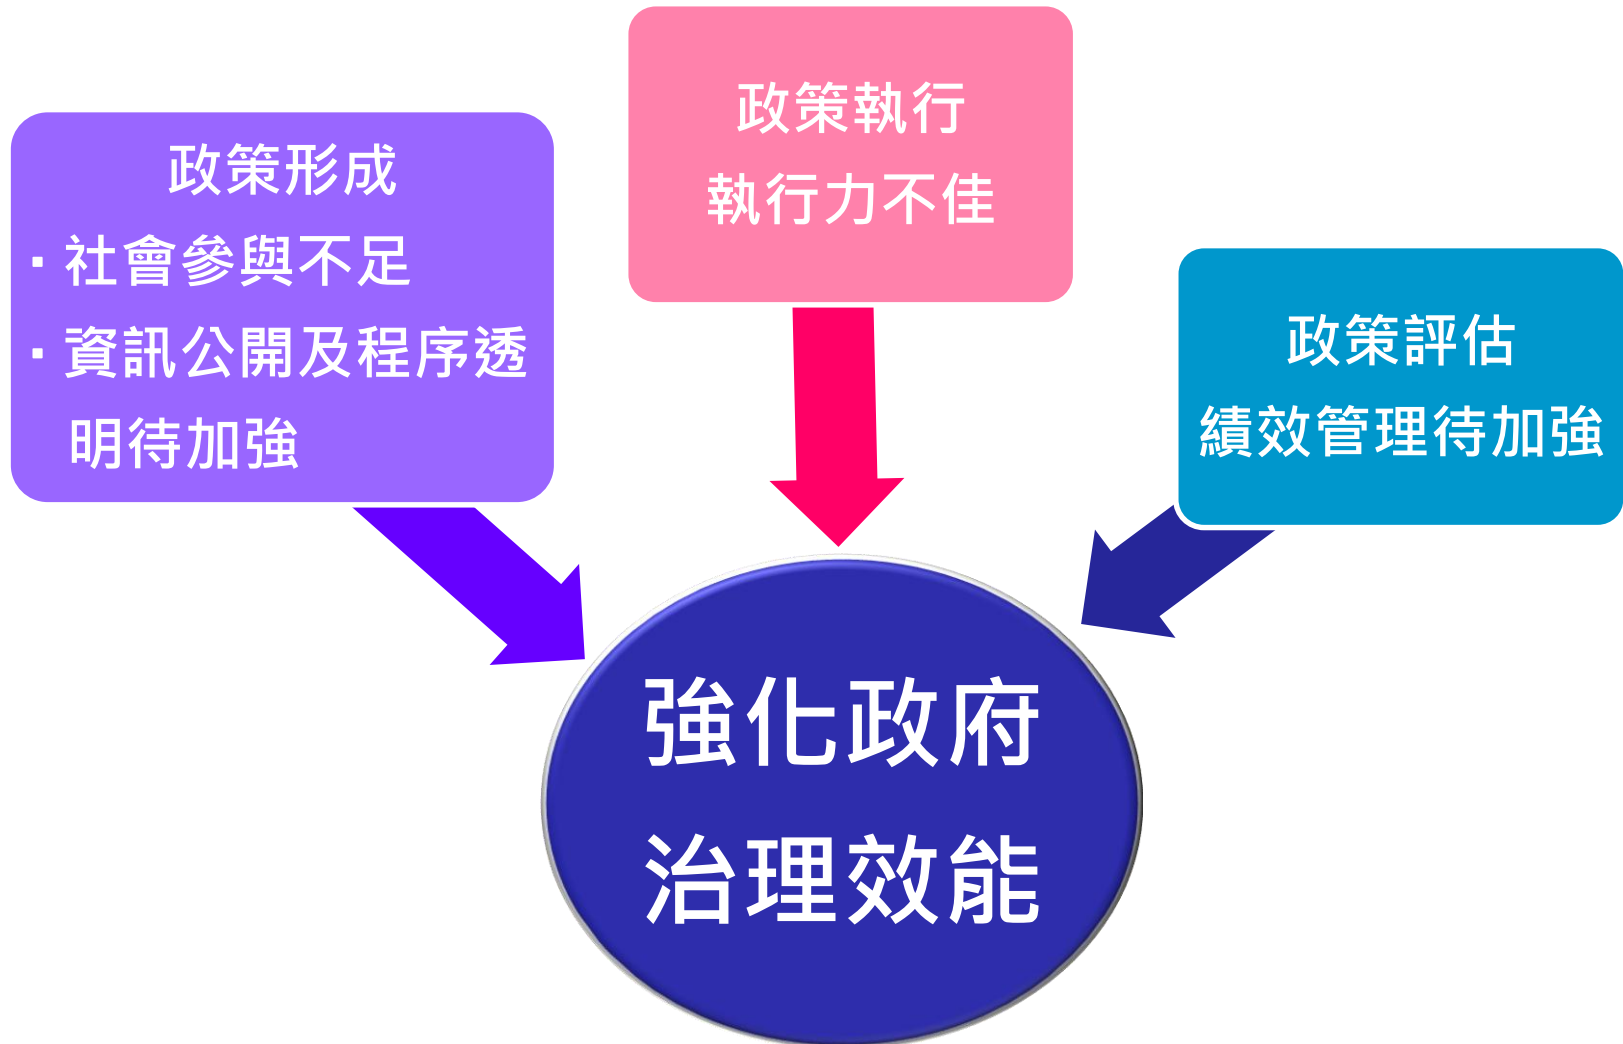 政策形成
▪社會參與不足
▪資訊公開及程序透
明待加強
政策執行
執行力不佳
政策評估
績效管理待加強
強化政府
治理效能